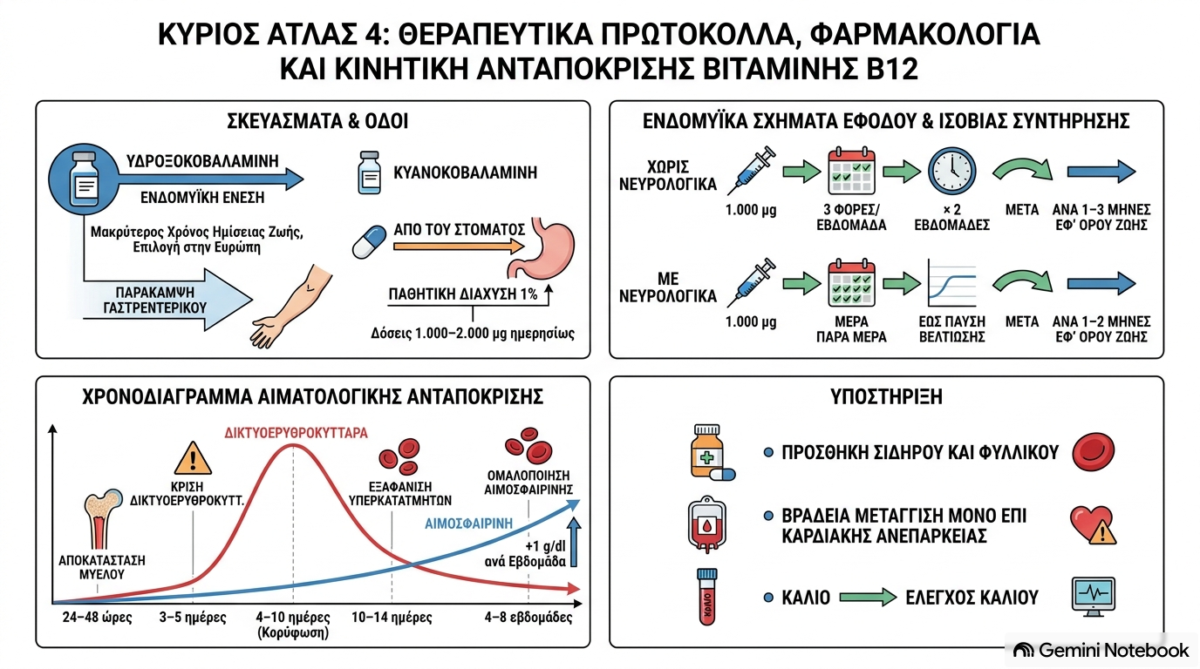 ΚΥΡΙΟΣ ΑΤΛΑΣ 4: ΘΕΡΑΠΕΥΤΙΚΑ ΠΡΩΤΟΚΟΛΛΑ, ΦΑΡΜΑΚΟΛΟΓΙΑ
ΚΑΙ ΚΙΝΗΤΙΚΗ ΑΝΤΑΠΟΚΡΙΣΗΣ ΒΙΤΑΜΙΝΗΣ Β12
ΣΚΕΥΑΣΜΑΤΑ & ΟΔΟΙ
ΥΔΡΟΞΟΚΟΒΑΛΑΜΙΝΗ
ΕΝΔΟΜΥΪΚΗ ΕΝΕΣΗ
Μακρύτερος Χρόνος Ημίσειας Ζωής,
Επιλογή στην Ευρώπη
ΠΑΡΑΚΑΜΨΗ
ΓΑΣΤΡΕΝΤΕΡΙΚΟΥ
ΚΥΑΝΟΚΟΒΑΛΑΜΙΝΗ
ΑΠΟ ΤΟΥ ΣΤΟΜΑΤΟΣ
ΠΑΘΗΤΙΚΗ ΔΙΑΧΥΣΗ 1%
Δόσεις 1.000–2.000 μg ημερησίως
ΕΝΔΟΜΥΪΚΑ ΣΧΗΜΑΤΑ ΕΦΟΔΟΥ & ΙΣΟΒΙΑΣ ΣΥΝΤΗΡΗΣΗΣ
ΧΩΡΙΣ
ΝΕΥΡΟΛΟΓΙΚΑ
1.000 μg
3 ΦΟΡΕΣ/
ΕΒΔΟΜΑΔΑ
× 2
ΕΒΔΟΜΑΔΕΣ
ΜΕΤΑ
ΑΝΑ 1–3 ΜΗΝΕΣ
ΕΦ' ΟΡΟΥ ΖΩΗΣ
ΜΕ
ΝΕΥΡΟΛΟΓΙΚΑ
1.000 μg
ΜΕΡΑ
ΠΑΡΑ ΜΕΡΑ
ΕΩΣ ΠΑΥΣΗ
ΒΕΛΤΙΩΣΗΣ
ΜΕΤΑ
ΑΝΑ 1–2 ΜΗΝΕΣ
ΕΦ' ΟΡΟΥ ΖΩΗΣ
ΧΡΟΝΟΔΙΑΓΡΑΜΜΑ ΑΙΜΑΤΟΛΟΓΙΚΗΣ ΑΝΤΑΠΟΚΡΙΣΗΣ
ΔΙΚΤΥΟΕΡΥΘΡΟΚΥΤΤΑΡΑ
ΚΡΙΣΗ
ΔΙΚΤΥΟΕΡΥΘΡΟΚΥΤΤ.
ΕΞΑΦΑΝΙΣΗ
ΥΠΕΡΚΑΤΑΤΜΗΤΩΝ
ΟΜΑΛΟΠΟΙΗΣΗ
ΑΙΜΟΣΦΑΙΡΙΝΗΣ
ΑΙΜΟΣΦΑΙΡΙΝΗ
+1 g/dl
ανά Εβδομάδα
ΑΠΟΚΑΤΑΣΤΑΣΗ
ΜΥΕΛΟΥ
24–48 ώρες
3–5 ημέρες
4–10 ημέρες
(Κορύφωση)
10–14 ημέρες
4–8 εβδομάδες
ΥΠΟΣΤΗΡΙΞΗ
• ΠΡΟΣΘΗΚΗ ΣΙΔΗΡΟΥ ΚΑΙ ΦΥΛΛΙΚΟΥ
• ΒΡΑΔΕΙΑ ΜΕΤΑΓΓΙΣΗ ΜΟΝΟ ΕΠΙ
ΚΑΡΔΙΑΚΗΣ ΑΝΕΠΑΡΚΕΙΑΣ
ΚΑΛΙΟ
• ΚΑΛΙΟ
ΕΛΕΓΧΟΣ ΚΑΛΙΟΥ
Gemini Notebook